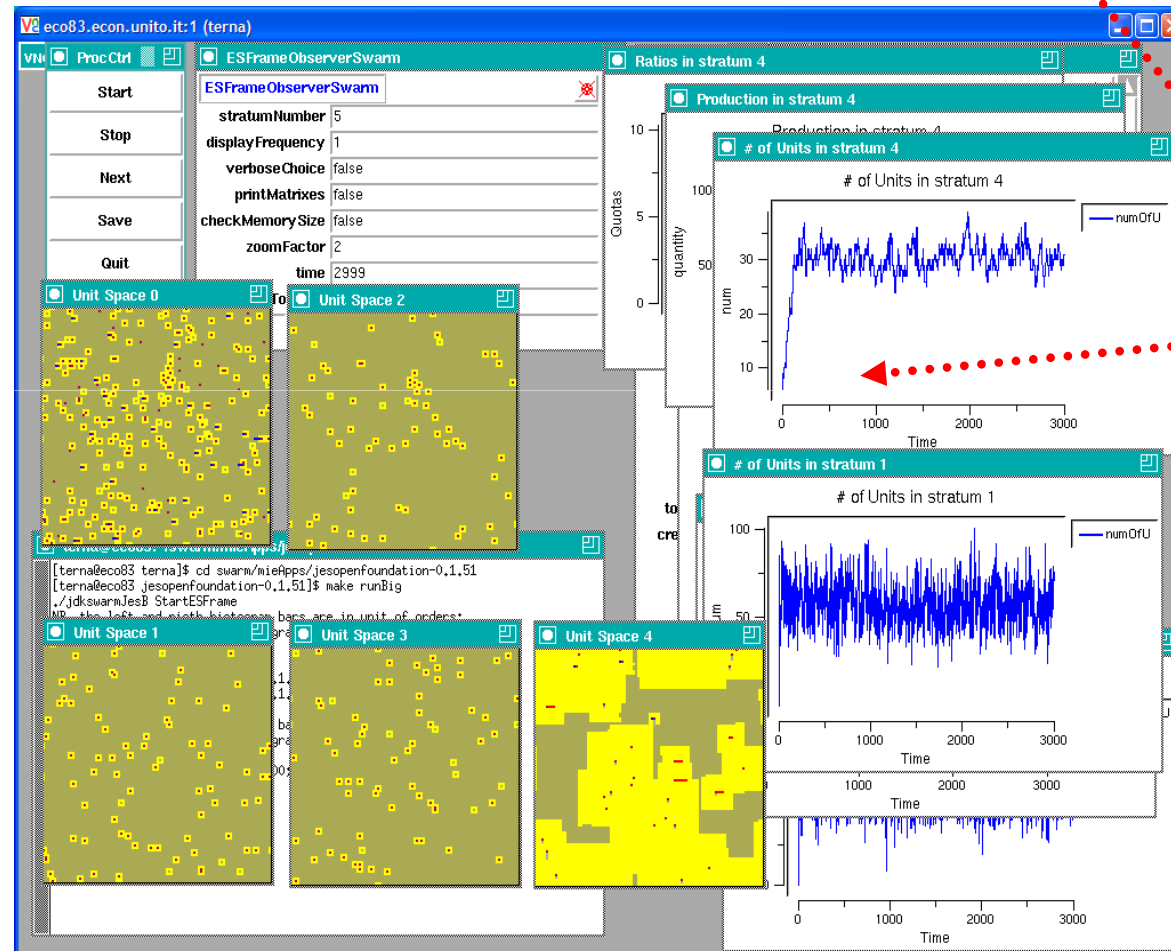 eco83.econ.unito.it:1 (terna)
ProcCtrl
Start
Stop
Next
Save
Quit
ESFrameObserverSwarm
ESFrameObserverSwarm
stratumNumber 5
displayFrequency 1
verboseChoice false
printMatrixes false
checkMemorySize false
zoomFactor 2
time 2999
Ratios in stratum 4
10
5
0
Quotas
Production in stratum 4
Production in stratum 4
100
50
quantity
# of Units in stratum 4
# of Units in stratum 4
numOfU
30
20
10
num
0 1000 2000 3000
Time
Unit Space 0
Unit Space 2
# of Units in stratum 1
# of Units in stratum 1
numOfU
100
50
0 1000 2000 3000
Time
1000 2000 3000
Time
0 1000 2000 3000
Time
to
cre
[terna@eco83 terna]$ cd swarm/mieApps/jesopenfoundation-0.1.51
[terna@eco83 jesopenfoundation-0.1.51]$ make runBig
./jdkswarmJesB StartESFrame
Unit Space 1
Unit Space 3
Unit Space 4